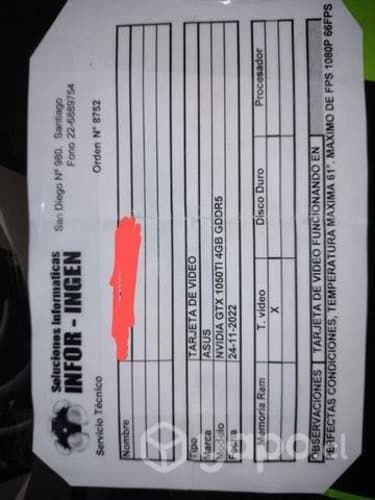 Soluciones Informaticas
INFOR - INGEN
San Diego N° 980, Santiago
Fono 22-6889754
Servicio Técnico
Orden N° 8752
Nombre
Tipo TARJETA DE VIDEO
Marca ASUS
Modelo NVIDIA GTX 1050TI 4GB GDDR5
Fecha 24-11-2022
Memoria Ram T. video Disco Duro Procesador
X
OBSERVACIONES TARJETA DE VIDEO FUNCIONANDO EN
PERFECTAS CONDICIONES, TEMPERATURA MAXIMA 61°. MAXIMO DE FPS 1080P 66FPS
yapo.cl